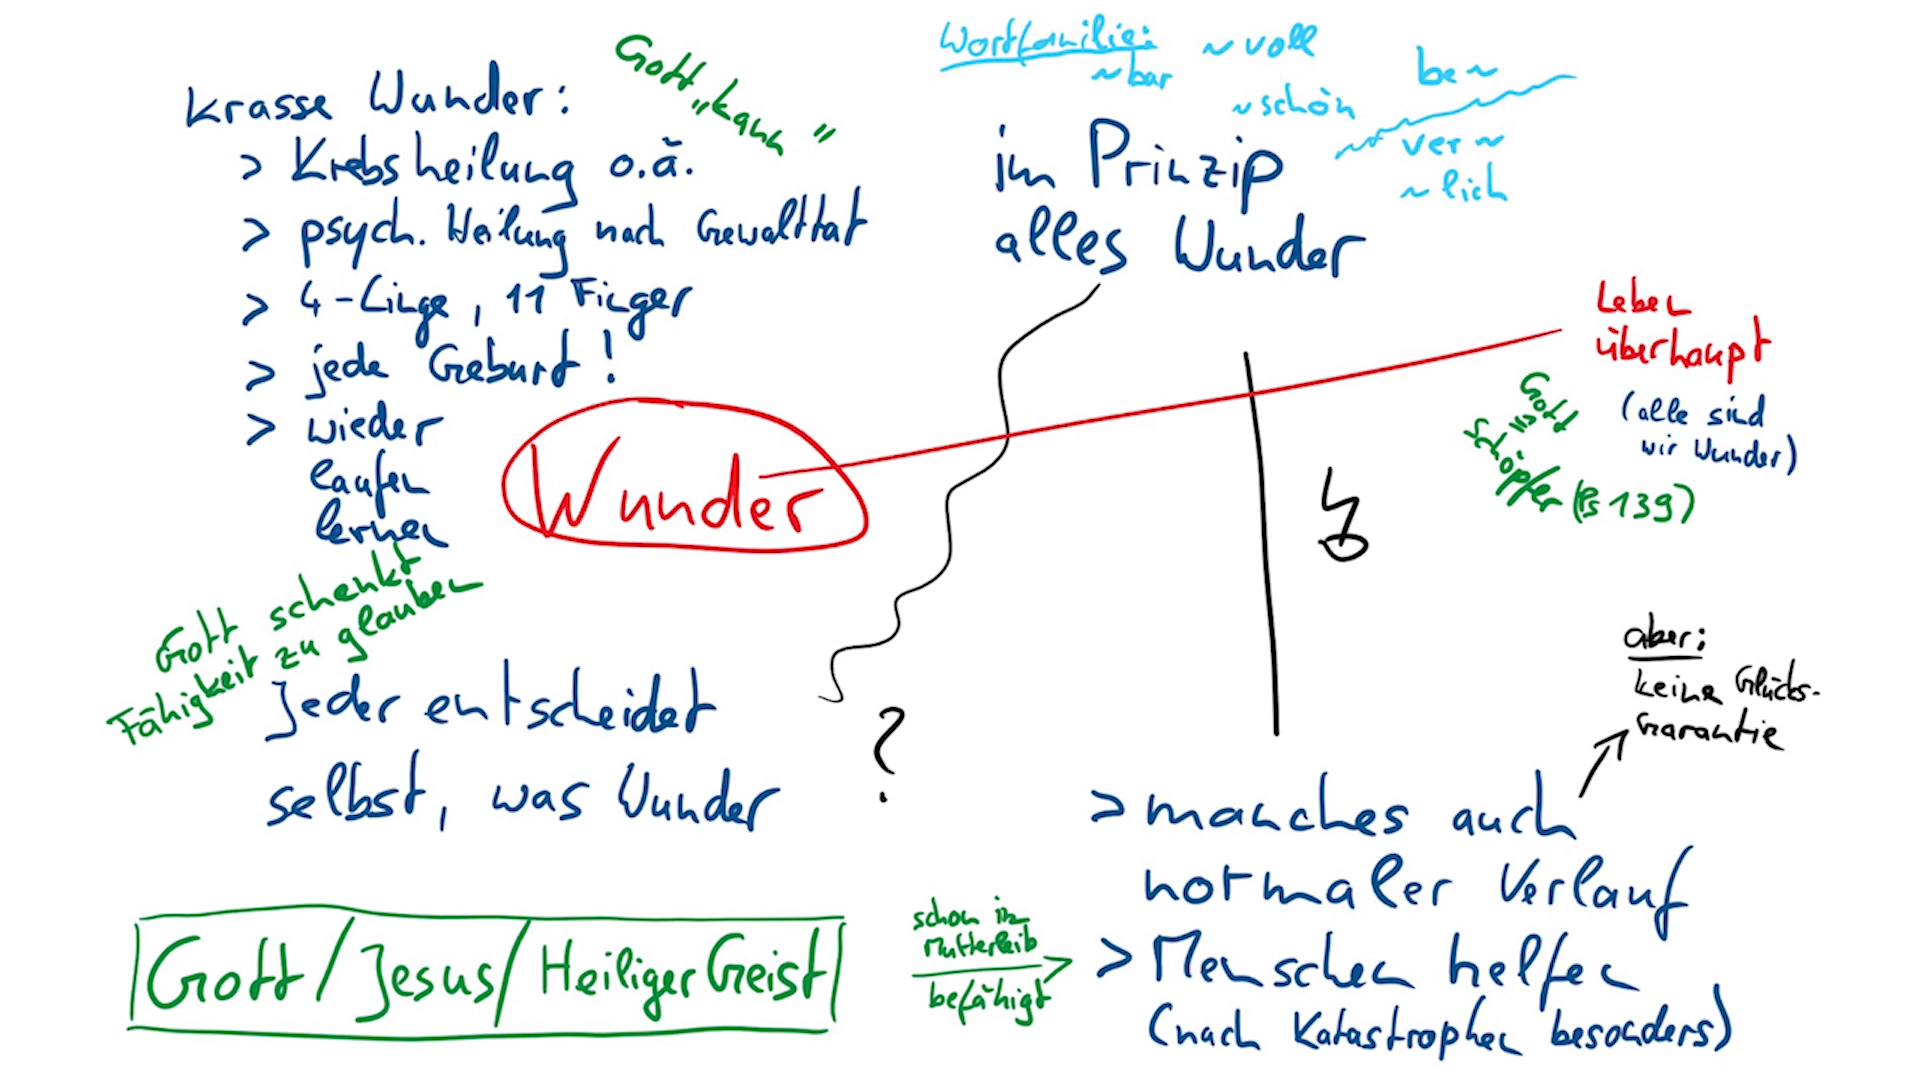 krasse Wunder:
> Krebsheilung o.ä.
> psych. Heilung nach Gewalttat
> 4-Linge, 11 Finger
> jede Geburt!
> wieder
laufen
lernen
Gott „kann"
Wortfamilie:
~bar
~voll
~schön
be~
ver~
~lich
im Prinzip
alles Wunder
Leben
überhaupt
(alle sind
wir Wunder)
Gott
=
Schöpfer (Ps 139)
Wunder
Gott schenkt
Fähigkeit zu glauben
Jeder entscheidet
selbst, was Wunder
?
aber:
keine Glücks-
Garantie
> manches auch
normaler Verlauf
> Menschen helfen
(nach Katastrophen besonders)
Gott/Jesus/Heiliger Geist
schon im
Mutterleib
befähigt